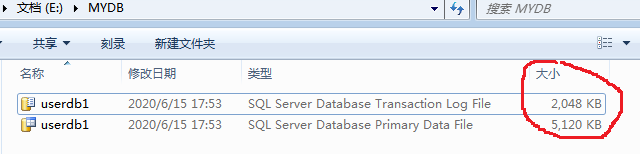 文档 (E:) ▸ MYDB ▸ 搜索 MYDB
共享 刻录 新建文件夹
名称 修改日期 类型 大小
userdb1 2020/6/15 17:53 SQL Server Database Transaction Log File 2,048 KB
userdb1 2020/6/15 17:53 SQL Server Database Primary Data File 5,120 KB